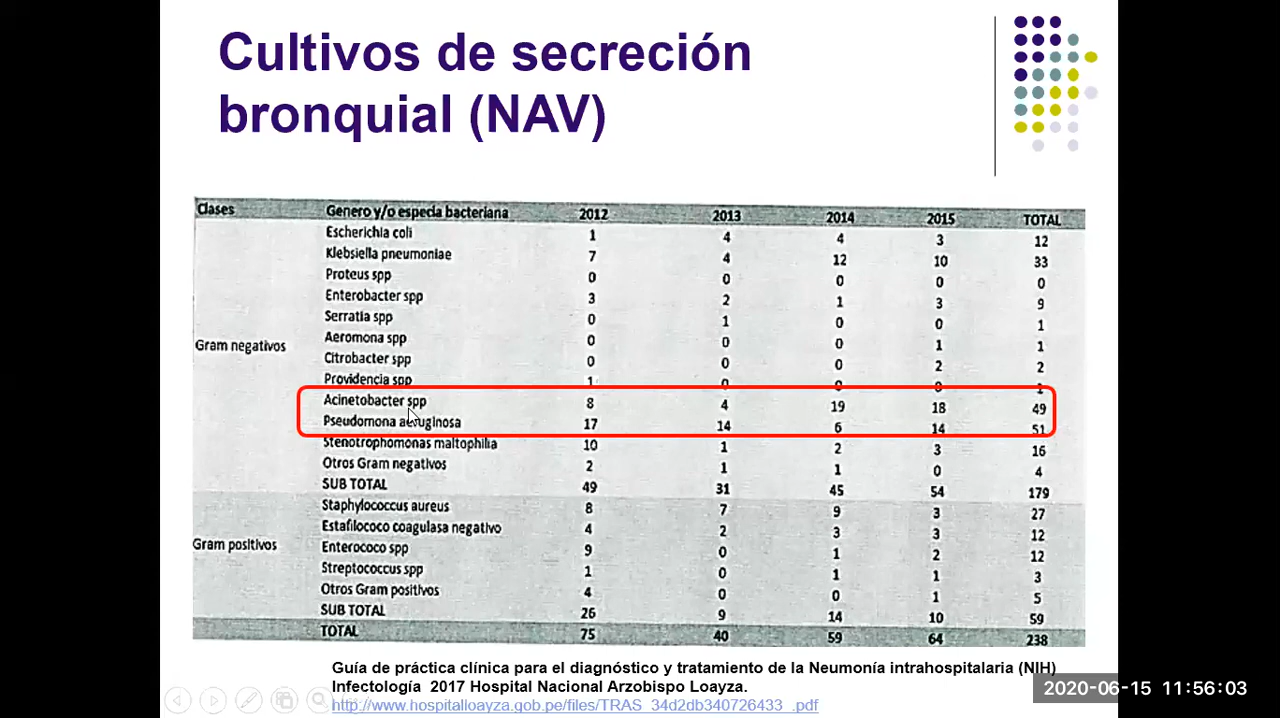 Cultivos de secreción
bronquial (NAV)
Clases Genero y/o especia bacteriana 2012 2013 2014 2015 TOTAL
Escherichia coli 1 4 4 3 12
Klebsiella pneumoniae 7 4 12 10 33
Proteus spp 0 0 0 0 0
Enterobacter spp 3 2 1 3 9
Serratia spp 0 1 0 0 1
Aeromona spp 0 0 0 1 1
Gram negativos
Citrobacter spp 0 0 0 2 2
Providencia spp 1 0 0 0 1
Acinetobacter spp 8 4 19 18 49
Pseudomona aeruginosa 17 14 6 14 51
Stenotrophomonas maltophilia 10 1 2 3 16
Otros Gram negativos 2 1 1 0 4
SUB TOTAL 49 31 45 54 179
Staphylococcus aureus 8 7 9 3 27
Estafilococo coagulasa negativo 4 2 3 3 12
Gram positivos
Enterococo spp 9 0 1 2 12
Streptococcus spp 1 0 1 1 3
Otros Gram positivos 4 0 0 1 5
SUB TOTAL 26 9 14 10 59
TOTAL 75 40 59 64 238
Guía de práctica clínica para el diagnóstico y tratamiento de la Neumonía intrahospitalaria (NIH)
Infectología 2017 Hospital Nacional Arzobispo Loayza.
http://www.hospitalloayza.gob.pe/files/TRAS_34d2db340726433_.pdf
2020-06-15 11:56:03